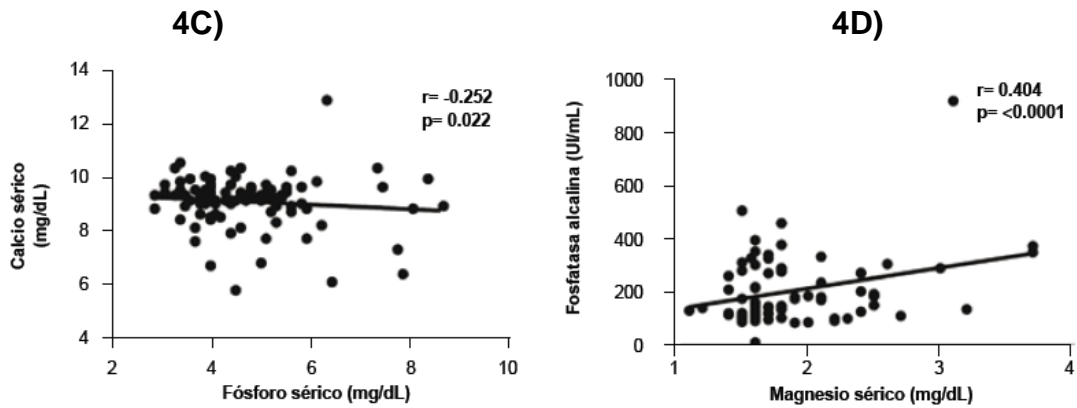 4C)
14
12
10
8
6
4
2
4
6
8
10
Calcio sérico
(mg/dL)
Fósforo sérico (mg/dL)
r= -0.252
p= 0.022
4D)
1000
800
600
400
200
0
1
2
3
4
Fosfatasa alcalina (UI/mL)
Magnesio sérico (mg/dL)
r= 0.404
p= <0.0001